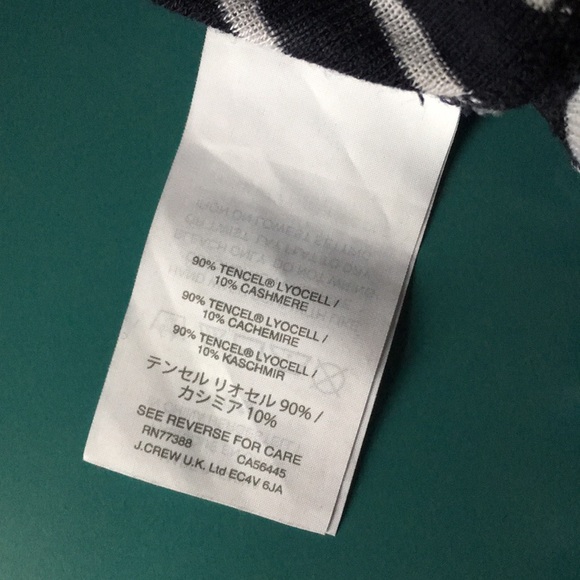 90% TENCEL® LYOCELL /
10% CASHMERE
90% TENCEL® LYOCELL /
10% CACHEMIRE
90% TENCEL® LYOCELL /
10% KASCHMIR
テンセル リオセル 90% /
カシミア 10%
SEE REVERSE FOR CARE
RN77388 CA56445
J.CREW U.K. Ltd EC4V 6JA